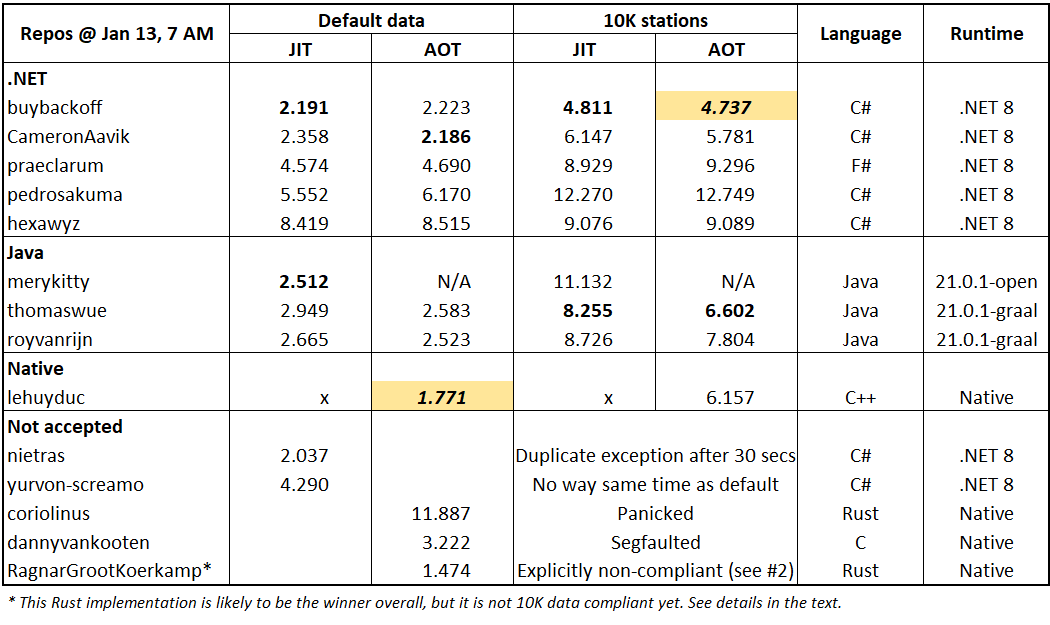 Repos @ Jan 13, 7 AM Default data 10K stations Language Runtime
JIT AOT JIT AOT
.NET
buybackoff 2.191 2.223 4.811 4.737 C# .NET 8
CameronAavik 2.358 2.186 6.147 5.781 C# .NET 8
praeclarum 4.574 4.690 8.929 9.296 F# .NET 8
pedrosakuma 5.552 6.170 12.270 12.749 C# .NET 8
hexawyz 8.419 8.515 9.076 9.089 C# .NET 8
Java
merykitty 2.512 N/A 11.132 N/A Java 21.0.1-open
thomaswue 2.949 2.583 8.255 6.602 Java 21.0.1-graal
royvanrijn 2.665 2.523 8.726 7.804 Java 21.0.1-graal
Native
lehuyduc x 1.771 x 6.157 C++ Native
Not accepted
nietras 2.037 Duplicate exception after 30 secs C# .NET 8
yurvon-screamo 4.290 No way same time as default C# .NET 8
coriolinus 11.887 Panicked Rust Native
dannyvankooten 3.222 Segfaulted C Native
RagnarGrootKoerkamp* 1.474 Explicitly non-compliant (see #2) Rust Native
* This Rust implementation is likely to be the winner overall, but it is not 10K data compliant yet. See details in the text.